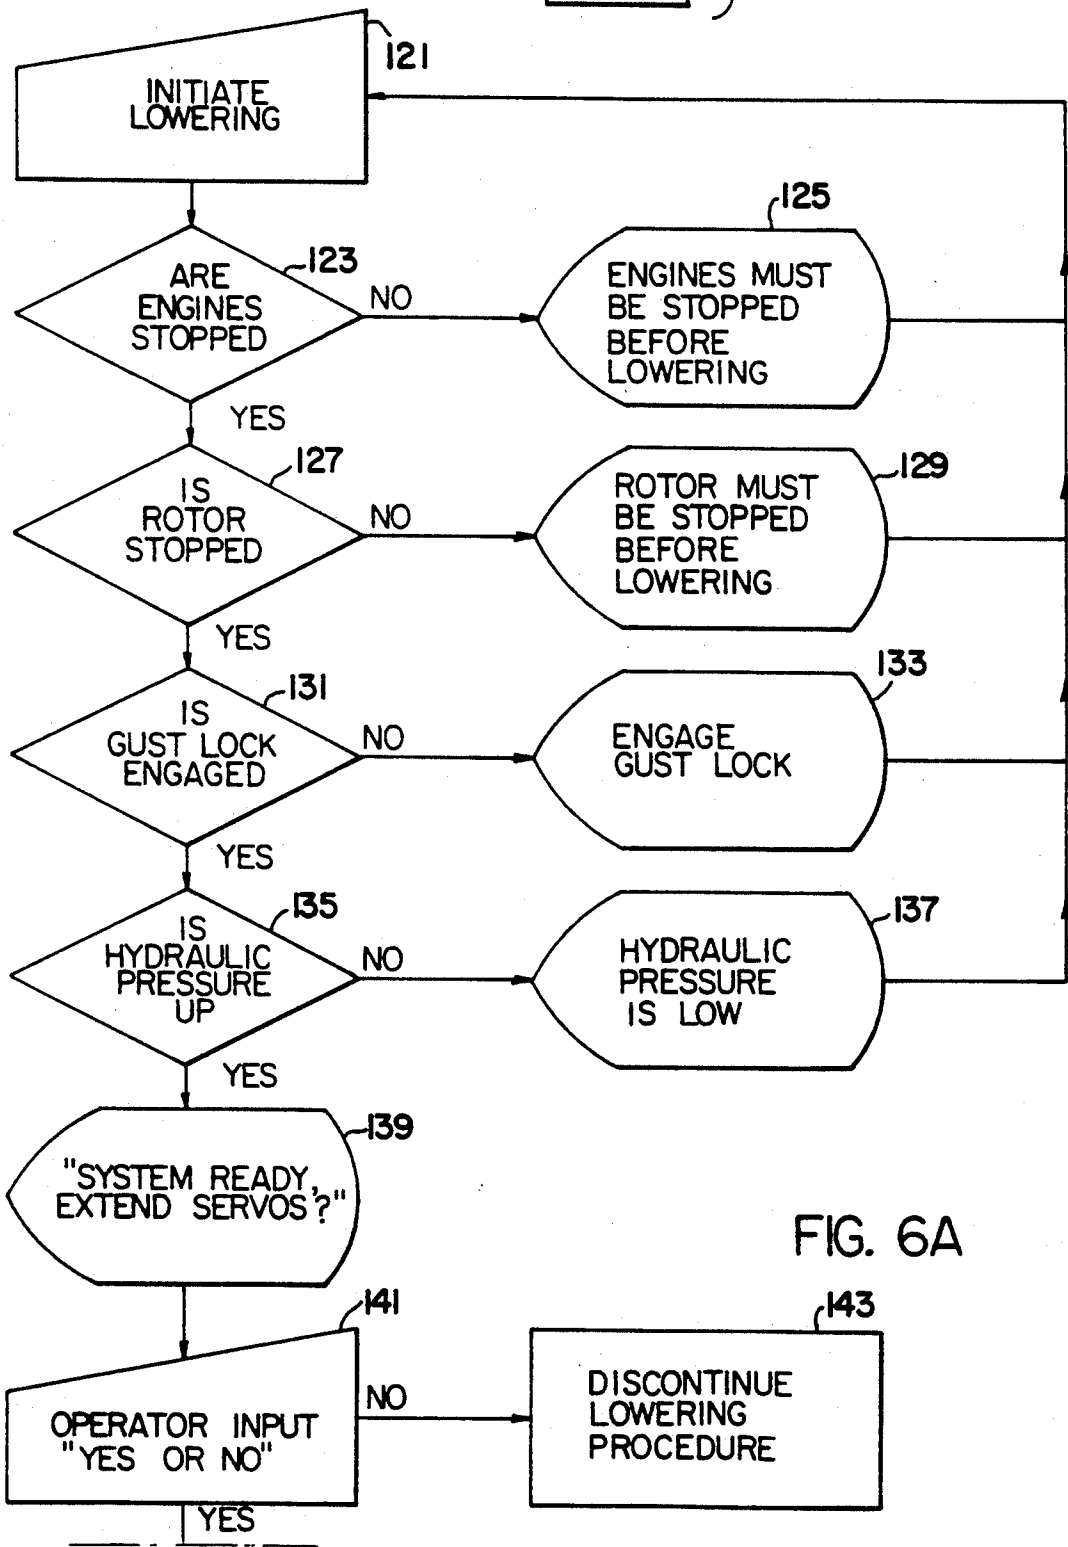 121
INITIATE
LOWERING
125
123
ARE
ENGINES
STOPPED
NO
ENGINES MUST
BE STOPPED
BEFORE
LOWERING
YES
127
129
IS
ROTOR
STOPPED
NO
ROTOR MUST
BE STOPPED
BEFORE
LOWERING
YES
131
133
IS
GUST LOCK
ENGAGED
NO
ENGAGE
GUST LOCK
YES
135
137
IS
HYDRAULIC
PRESSURE
UP
NO
HYDRAULIC
PRESSURE
IS LOW
YES
139
"SYSTEM READY,
EXTEND SERVOS?"
FIG. 6A
141
143
OPERATOR INPUT
"YES OR NO"
NO
DISCONTINUE
LOWERING
PROCEDURE
YES